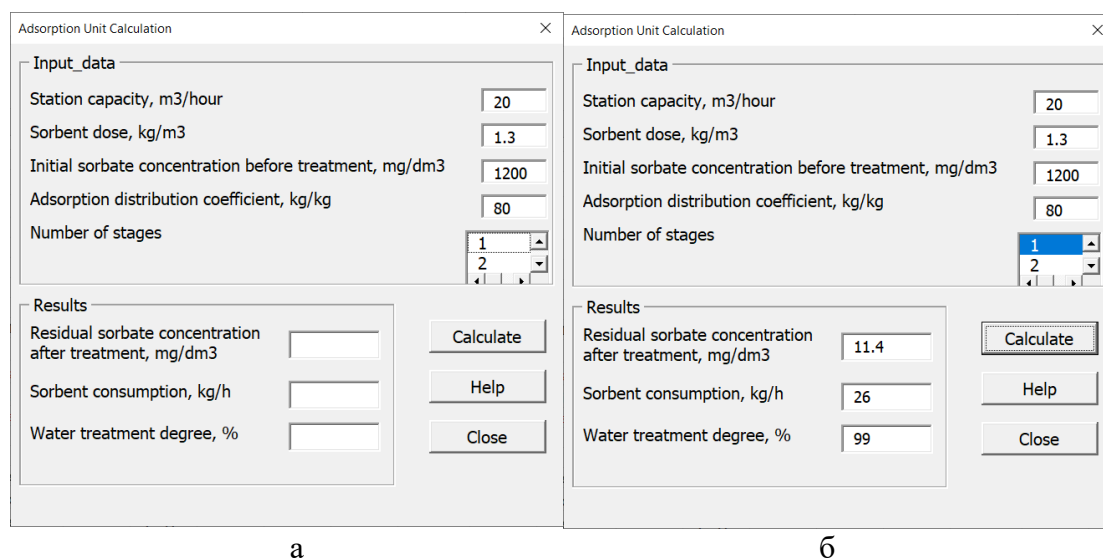 Adsorption Unit Calculation
Input_data
Station capacity, m3/hour
20
Sorbent dose, kg/m3
1.3
Initial sorbate concentration before treatment, mg/dm3
1200
Adsorption distribution coefficient, kg/kg
80
Number of stages
1
2
Results
Residual sorbate concentration
after treatment, mg/dm3
Sorbent consumption, kg/h
Water treatment degree, %
Calculate
Help
Close
а
Adsorption Unit Calculation
Input_data
Station capacity, m3/hour
20
Sorbent dose, kg/m3
1.3
Initial sorbate concentration before treatment, mg/dm3
1200
Adsorption distribution coefficient, kg/kg
80
Number of stages
1
2
Results
Residual sorbate concentration
after treatment, mg/dm3
11.4
Sorbent consumption, kg/h
26
Water treatment degree, %
99
Calculate
Help
Close
б